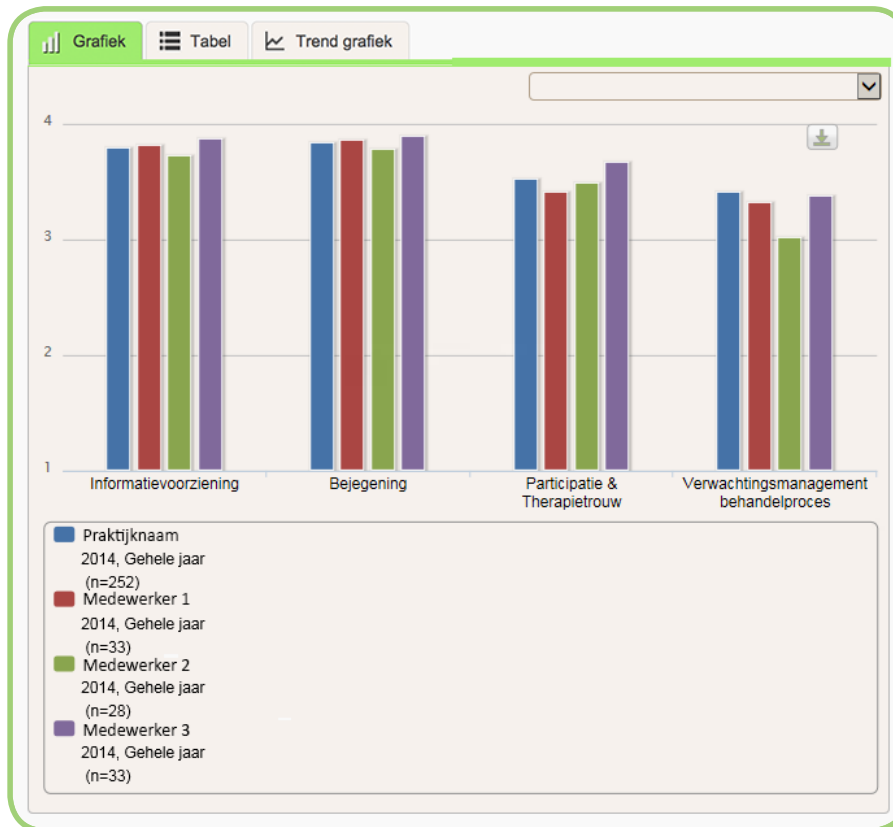 Grafiek Tabel Trend grafiek
4
3
2
1
Informatievoorziening Bejegening Participatie & Therapietrouw Verwachtingsmanagement behandelproces
Praktijknaam
2014, Gehele jaar
(n=252)
Medewerker 1
2014, Gehele jaar
(n=33)
Medewerker 2
2014, Gehele jaar
(n=28)
Medewerker 3
2014, Gehele jaar
(n=33)